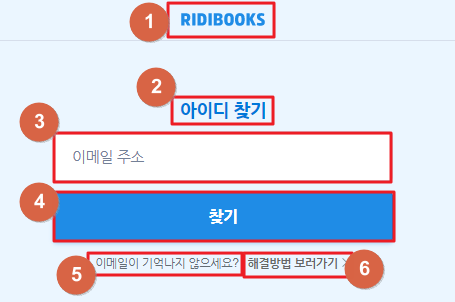 1 RIDIBOOKS
2
아이디 찾기
3
이메일 주소
4 찾기
5 이메일이 기억나지 않으세요? 해결방법 보러가기 > 6